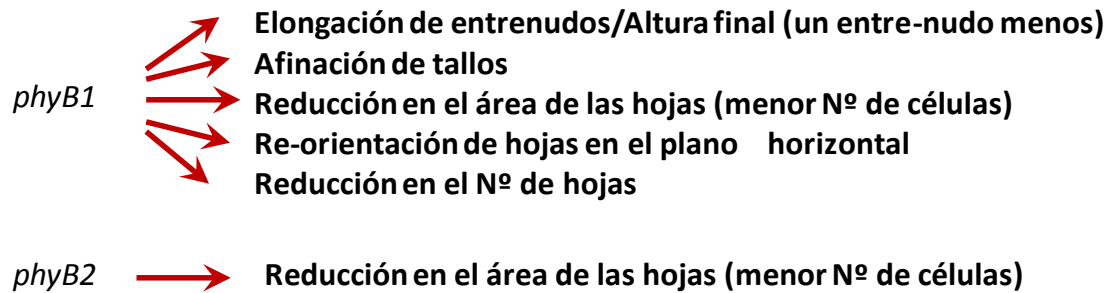 Elongación de entrenudos/Altura final (un entre-nudo menos)
Afinación de tallos
phyB1
Reducción en el área de las hojas (menor Nº de células)
Re-orientación de hojas en el plano horizontal
Reducción en el Nº de hojas
phyB2 Reducción en el área de las hojas (menor Nº de células)